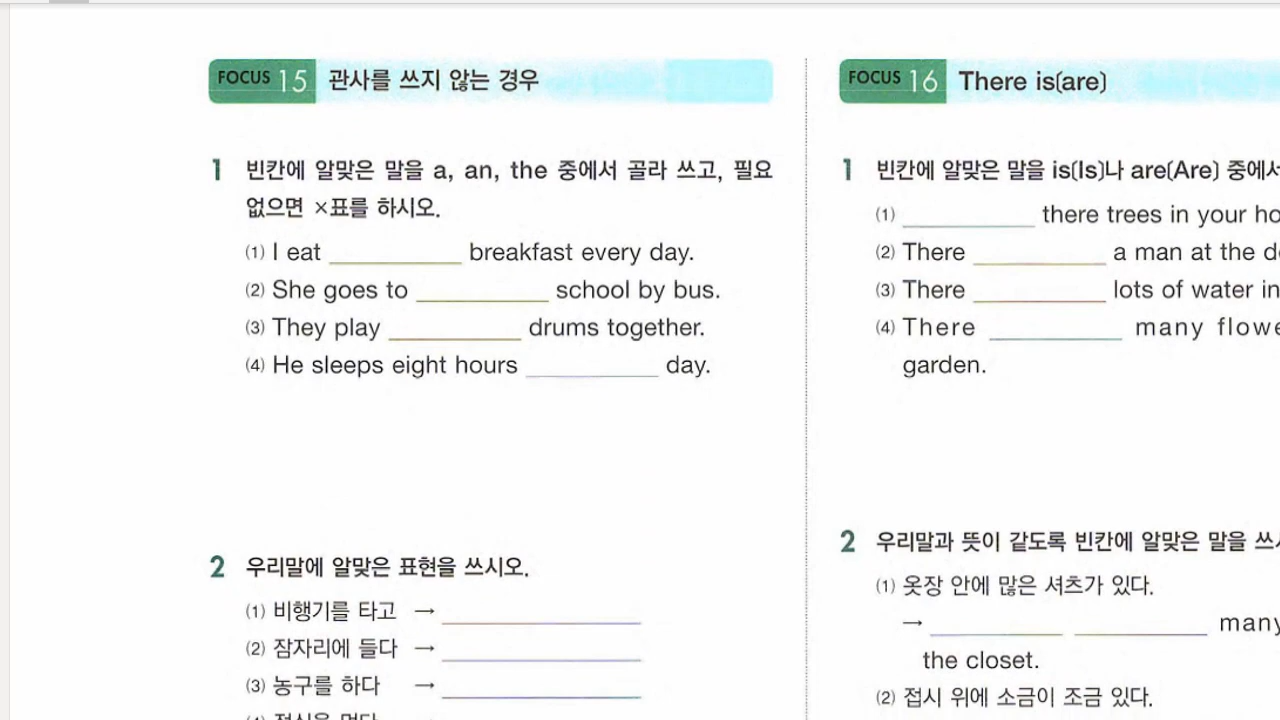 FOCUS 15 관사를 쓰지 않는 경우
1 빈칸에 알맞은 말을 a, an, the 중에서 골라 쓰고, 필요
없으면 ×표를 하시오.
(1) I eat __________ breakfast every day.
(2) She goes to __________ school by bus.
(3) They play __________ drums together.
(4) He sleeps eight hours __________ day.
2 우리말에 알맞은 표현을 쓰시오.
(1) 비행기를 타고 → __________
(2) 잠자리에 들다 → __________
(3) 농구를 하다 → __________
FOCUS 16 There is(are)
1 빈칸에 알맞은 말을 is(Is)나 are(Are) 중에서
(1) __________ there trees in your
(2) There __________ a man at the
(3) There __________ lots of water in
(4) There __________ many
garden.
2 우리말과 뜻이 같도록 빈칸에 알맞은 말을
(1) 옷장 안에 많은 셔츠가 있다.
→ __________ __________ many
the closet.
(2) 접시 위에 소금이 조금 있다.